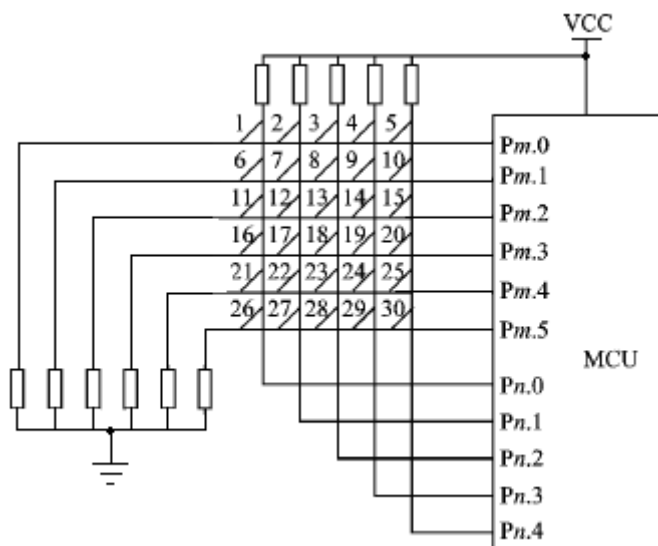 VCC
1 2 3 4 5
Pm.0
6 7 8 9 10
Pm.1
11 12 13 14 15
Pm.2
16 17 18 19 20
Pm.3
21 22 23 24 25
Pm.4
26 27 28 29 30
Pm.5
MCU
Pn.0
Pn.1
Pn.2
Pn.3
Pn.4